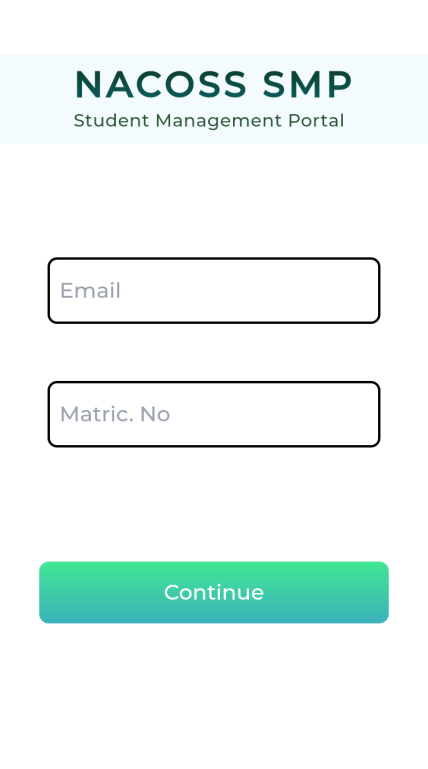 NACOSS SMP
Student Management Portal
Email
Matric. No
Continue